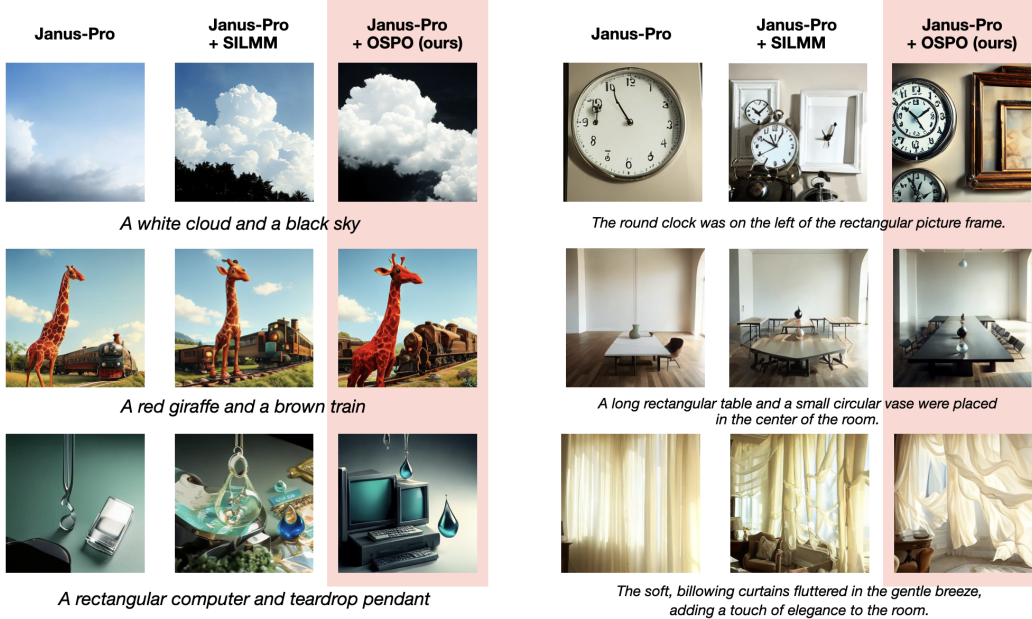 Janus-Pro
Janus-Pro
+ SILMM
Janus-Pro
+ OSPO (ours)
A white cloud and a black sky
A red giraffe and a brown train
A rectangular computer and teardrop pendant
Janus-Pro
Janus-Pro
+ SILMM
Janus-Pro
+ OSPO (ours)
The round clock was on the left of the rectangular picture frame.
A long rectangular table and a small circular vase were placed
in the center of the room.
The soft, billowing curtains fluttered in the gentle breeze,
adding a touch of elegance to the room.